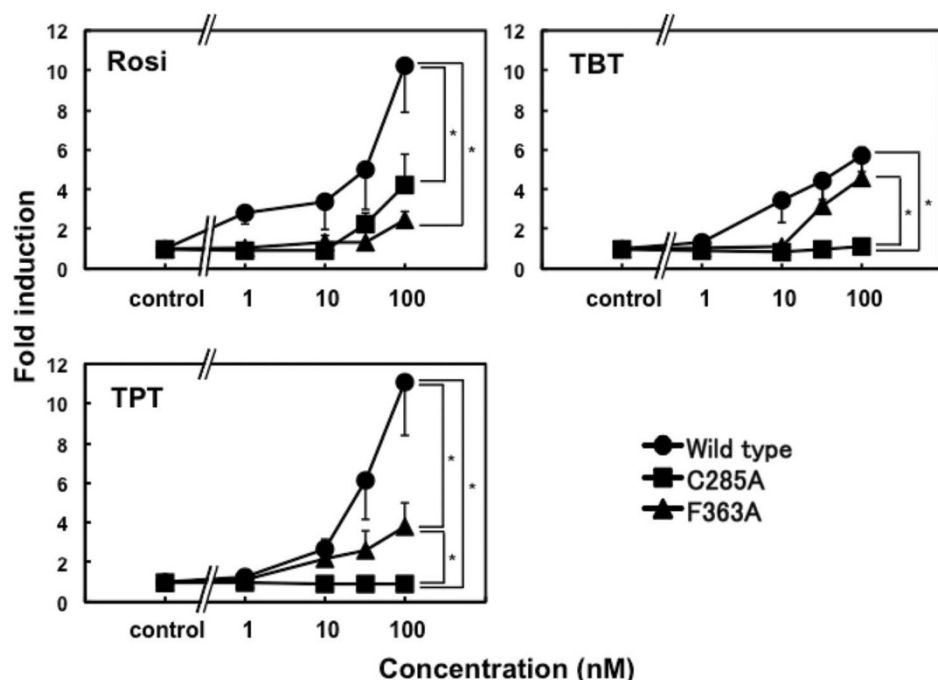 Fold induction
12
10
8
6
4
2
0
Rosi
*
*
control 1 10 100
12
10
8
6
4
2
0
TBT
*
*
control 1 10 100
12
10
8
6
4
2
0
TPT
*
*
*
control 1 10 100
Wild type
C285A
F363A
Concentration (nM)